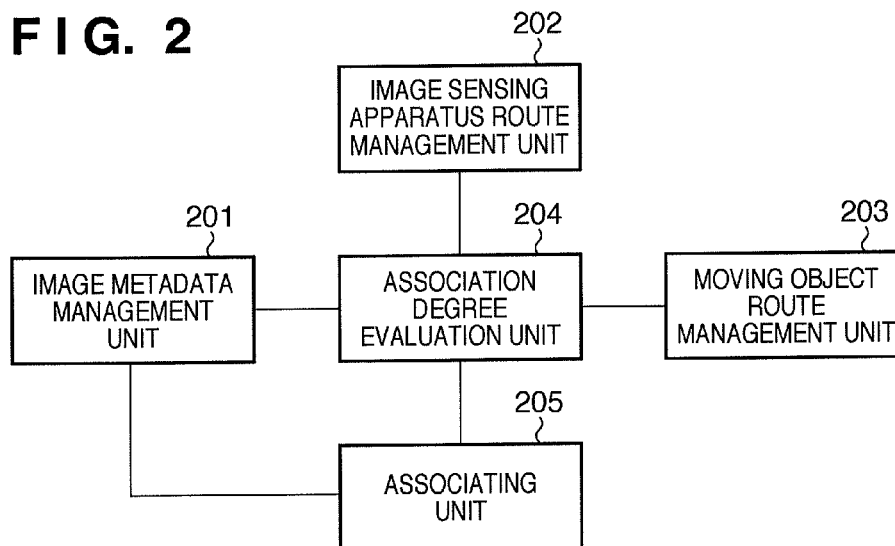 FIG. 2
202
IMAGE SENSING
APPARATUS ROUTE
MANAGEMENT UNIT
201
IMAGE METADATA
MANAGEMENT
UNIT
204
ASSOCIATION
DEGREE
EVALUATION UNIT
203
MOVING OBJECT
ROUTE
MANAGEMENT UNIT
205
ASSOCIATING
UNIT